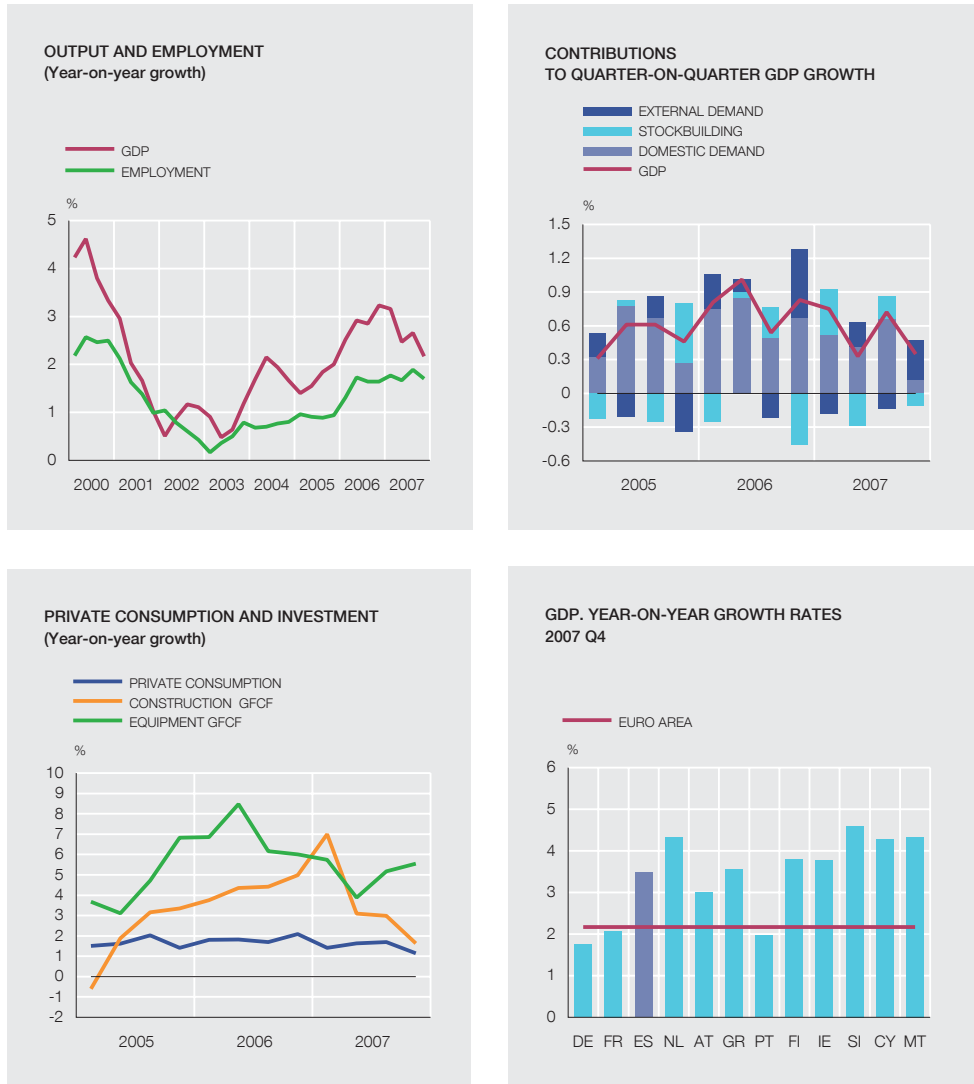 OUTPUT AND EMPLOYMENT
(Year-on-year growth)
GDP
EMPLOYMENT
%
5
4
3
2
1
0
2000 2001 2002 2003 2004 2005 2006 2007
CONTRIBUTIONS
TO QUARTER-ON-QUARTER GDP GROWTH
EXTERNAL DEMAND
STOCKBUILDING
DOMESTIC DEMAND
GDP
%
1.5
1.2
0.9
0.6
0.3
0
-0.3
-0.6
2005 2006 2007
PRIVATE CONSUMPTION AND INVESTMENT
(Year-on-year growth)
PRIVATE CONSUMPTION
CONSTRUCTION GFCF
EQUIPMENT GFCF
%
10
9
8
7
6
5
4
3
2
1
0
-1
-2
2005 2006 2007
GDP. YEAR-ON-YEAR GROWTH RATES
2007 Q4
EURO AREA
%
6
5
4
3
2
1
0
DE FR ES NL AT GR PT FI IE SI CY MT